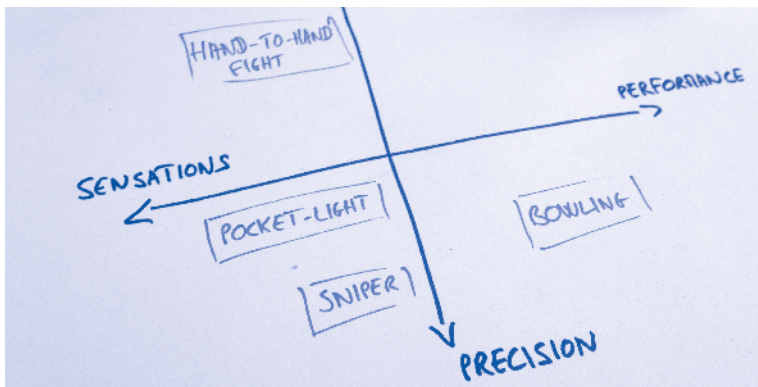 HAND-TO-HAND
FIGHT
PERFORMANCE
SENSATIONS
POCKET-LIGHT
BOWLING
SNIPER
PRECISION